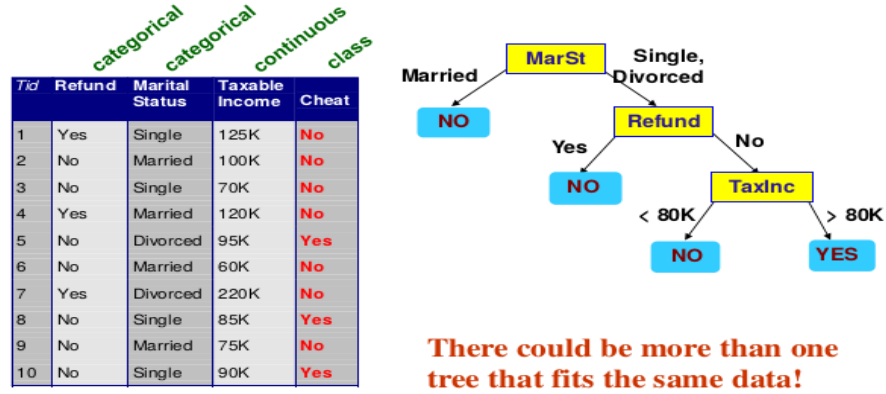 categorical
categorical
continuous
class
Tid Refund Marital Status Taxable Income Cheat
1 Yes Single 125K No
2 No Married 100K No
3 No Single 70K No
4 Yes Married 120K No
5 No Divorced 95K Yes
6 No Married 60K No
7 Yes Divorced 220K No
8 No Single 85K Yes
9 No Married 75K No
10 No Single 90K Yes
MarSt
Married
Single,
Divorced
NO
Refund
Yes
No
NO
TaxInc
< 80K
> 80K
NO
YES
There could be more than one
tree that fits the same data!